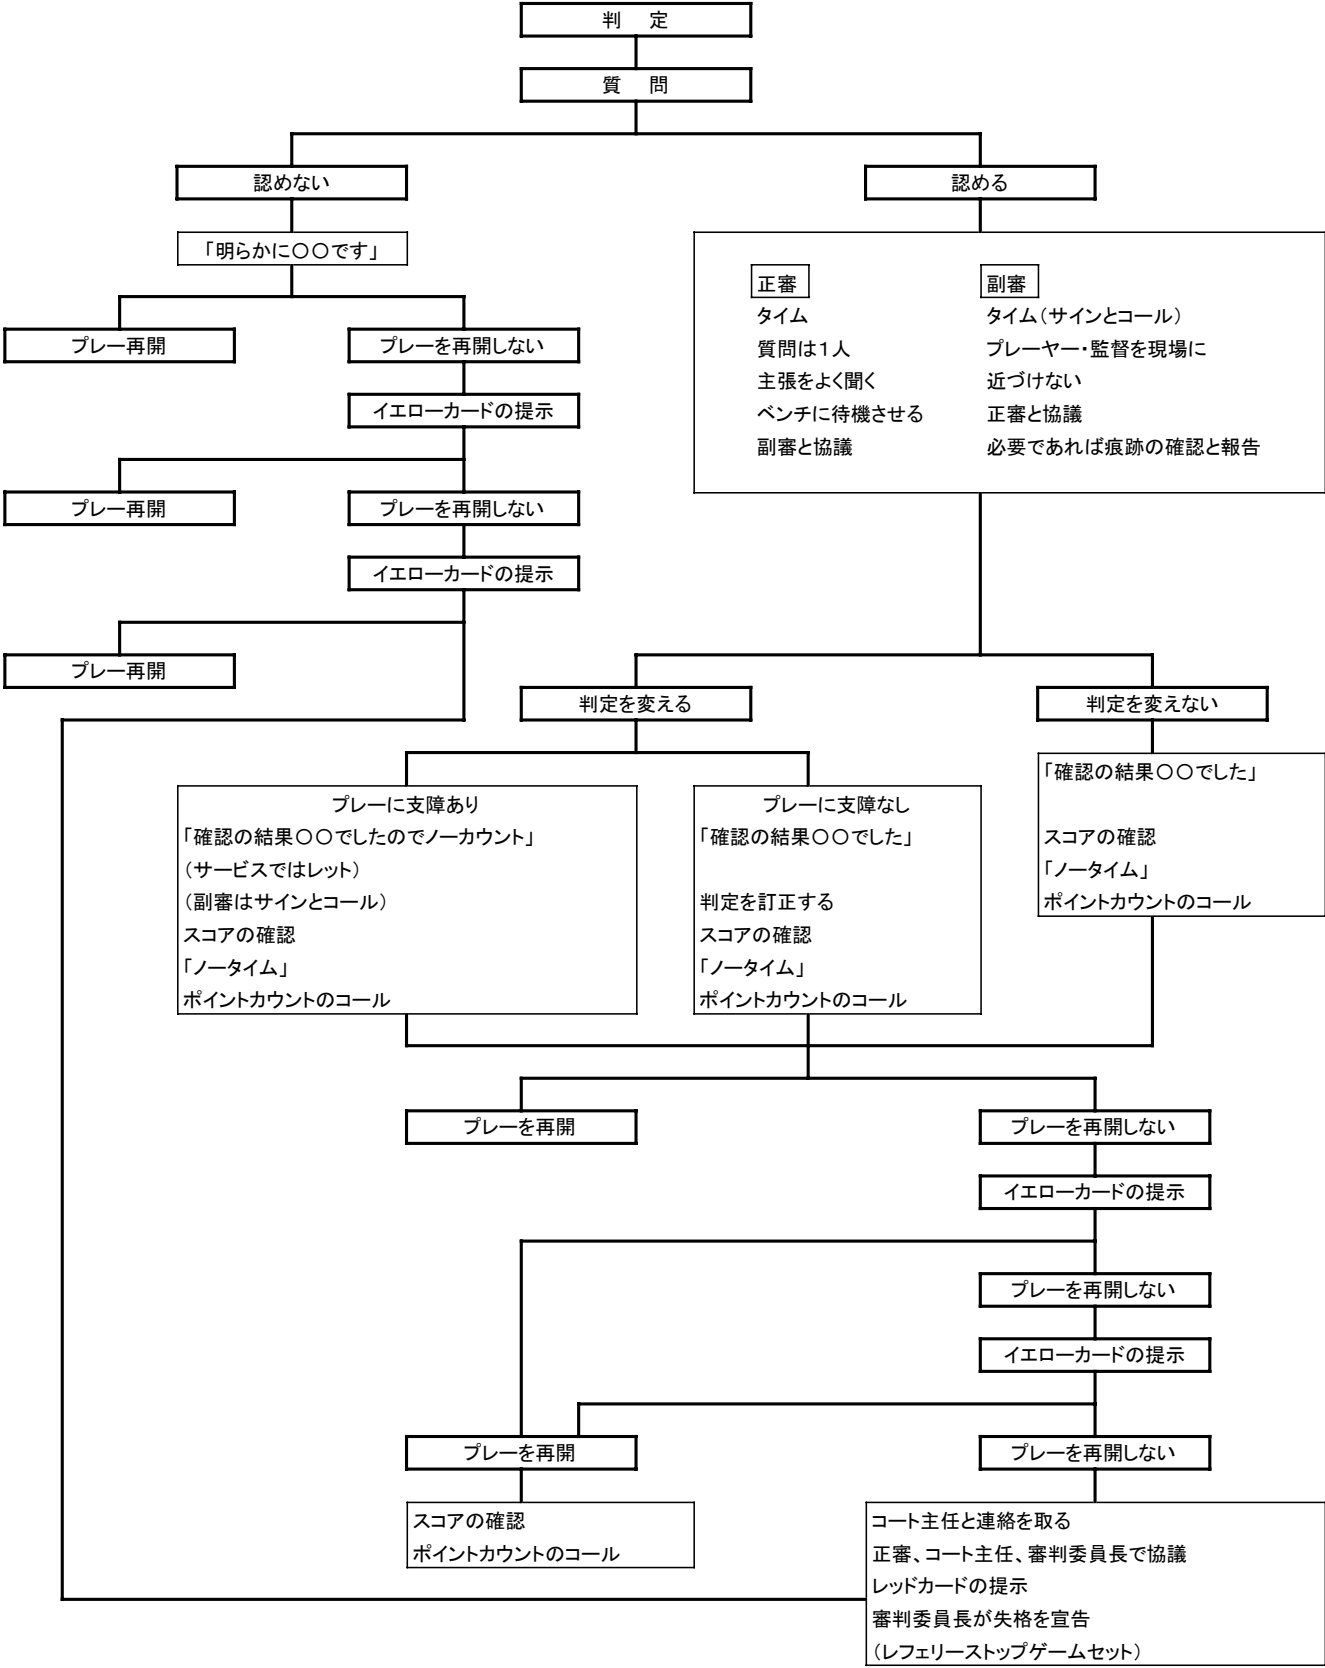 判　定
質　問
認めない
認める
「明らかに〇〇です」
正審
副審
タイム
タイム（サインとコール）
質問は１人
プレーヤー・監督を現場に
主張をよく聞く
近づけない
ベンチに待機させる
正審と協議
副審と協議
必要であれば痕跡の確認と報告
プレー再開
プレーを再開しない
イエローカードの提示
プレー再開
プレーを再開しない
イエローカードの提示
プレー再開
判定を変える
判定を変えない
プレーに支障あり
「確認の結果〇〇でしたのでノーカウント」
（サービスではレット）
（副審はサインとコール）
スコアの確認
「ノータイム」
ポイントカウントのコール
プレーに支障なし
「確認の結果〇〇でした」
判定を訂正する
スコアの確認
「ノータイム」
ポイントカウントのコール
「確認の結果〇〇でした」
スコアの確認
「ノータイム」
ポイントカウントのコール
プレーを再開
プレーを再開しない
イエローカードの提示
プレーを再開しない
イエローカードの提示
プレーを再開
プレーを再開しない
スコアの確認
ポイントカウントのコール
コート主任と連絡を取る
正審、コート主任、審判委員長で協議
レッドカードの提示
審判委員長が失格を宣告
（レフェリーストップゲームセット）